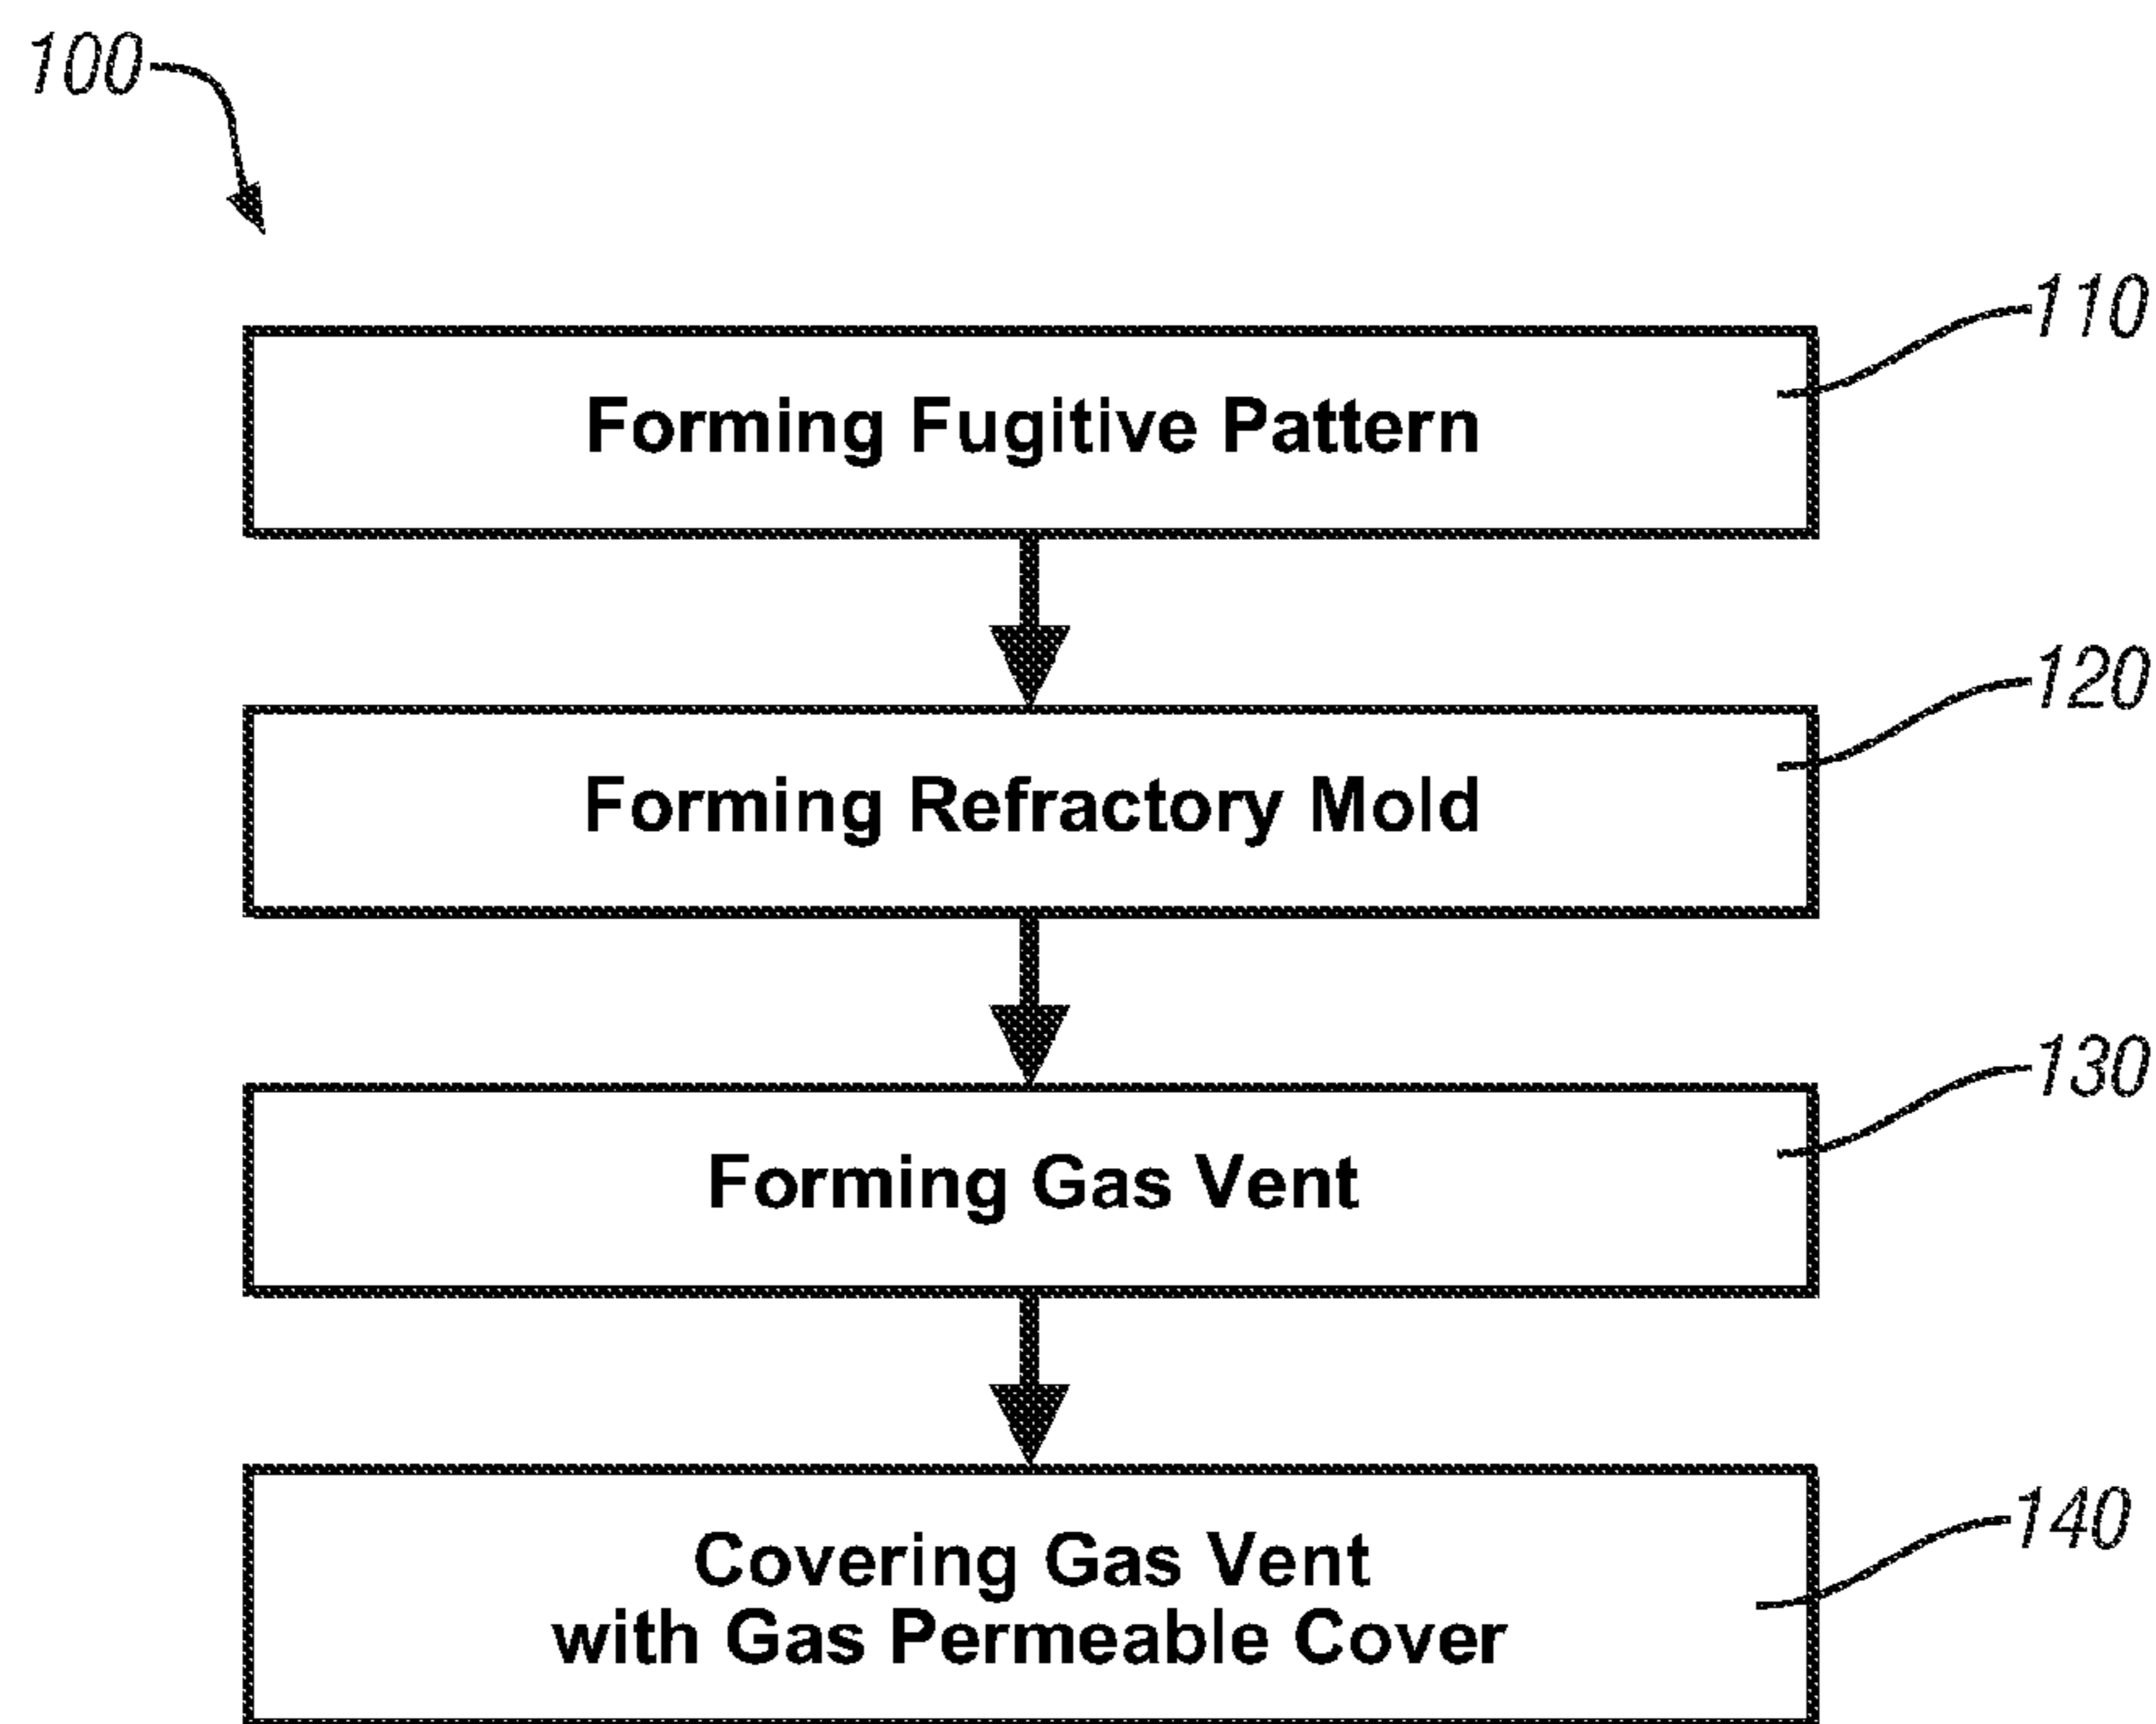 100
110
Forming Fugitive Pattern
120
Forming Refractory Mold
130
Forming Gas Vent
140
Covering Gas Vent
with Gas Permeable Cover